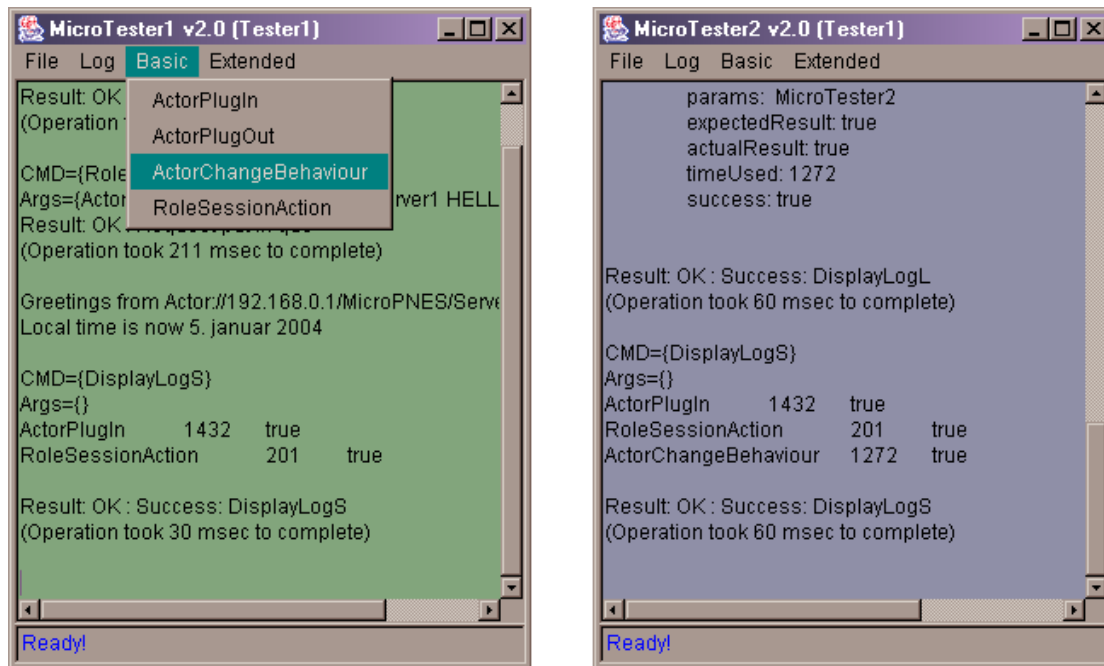 MicroTester1 v2.0 (Tester1)
File Log Basic Extended
Result: OK
(Operation
ActorPlugIn
ActorPlugOut
ActorChangeBehaviour
RoleSessionAction
CMD={Role
Args={Actor rver1 HELL
Result: OK
(Operation took 211 msec to complete)
Greetings from Actor://192.168.0.1/MicroPNES/Serve
Local time is now 5. januar 2004
CMD={DisplayLogS}
Args={}
ActorPlugIn 1432 true
RoleSessionAction 201 true
Result: OK : Success: DisplayLogS
(Operation took 30 msec to complete)
Ready!
MicroTester2 v2.0 (Tester1)
File Log Basic Extended
params: MicroTester2
expectedResult: true
actualResult: true
timeUsed: 1272
success: true
Result: OK : Success: DisplayLogL
(Operation took 60 msec to complete)
CMD={DisplayLogS}
Args={}
ActorPlugIn 1432 true
RoleSessionAction 201 true
ActorChangeBehaviour 1272 true
Result: OK : Success: DisplayLogS
(Operation took 60 msec to complete)
Ready!